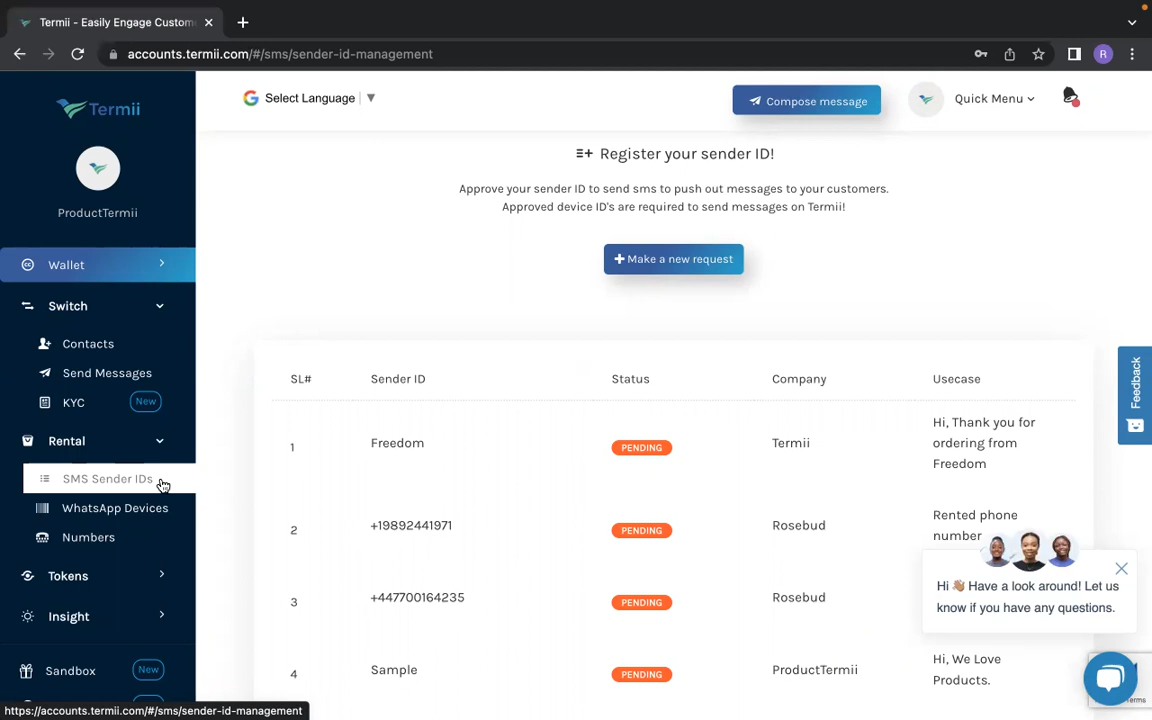 Termii - Easily Engage Custom
accounts.termii.com/#/sms/sender-id-management
R
Termii
ProductTermii
Wallet
Switch
Contacts
Send Messages
KYC
New
Rental
SMS Sender IDs
WhatsApp Devices
Numbers
Tokens
Insight
Sandbox
New
https://accounts.termii.com/#/sms/sender-id-management
Select Language
Compose message
Quick Menu
Register your sender ID!
Approve your sender ID to send sms to push out messages to your customers.
Approved device ID's are required to send messages on Termii!
Make a new request
SL# Sender ID Status Company Usecase
1 Freedom PENDING Termii Hi, Thank you for
ordering from
Freedom
2 +19892441971 PENDING Rosebud Rented phone
number
3 +447700164235 PENDING Rosebud
4 Sample PENDING ProductTermii Hi, We Love
Products.
Feedback
Hi 👋🏽 Have a look around! Let us
know if you have any questions.
Terms